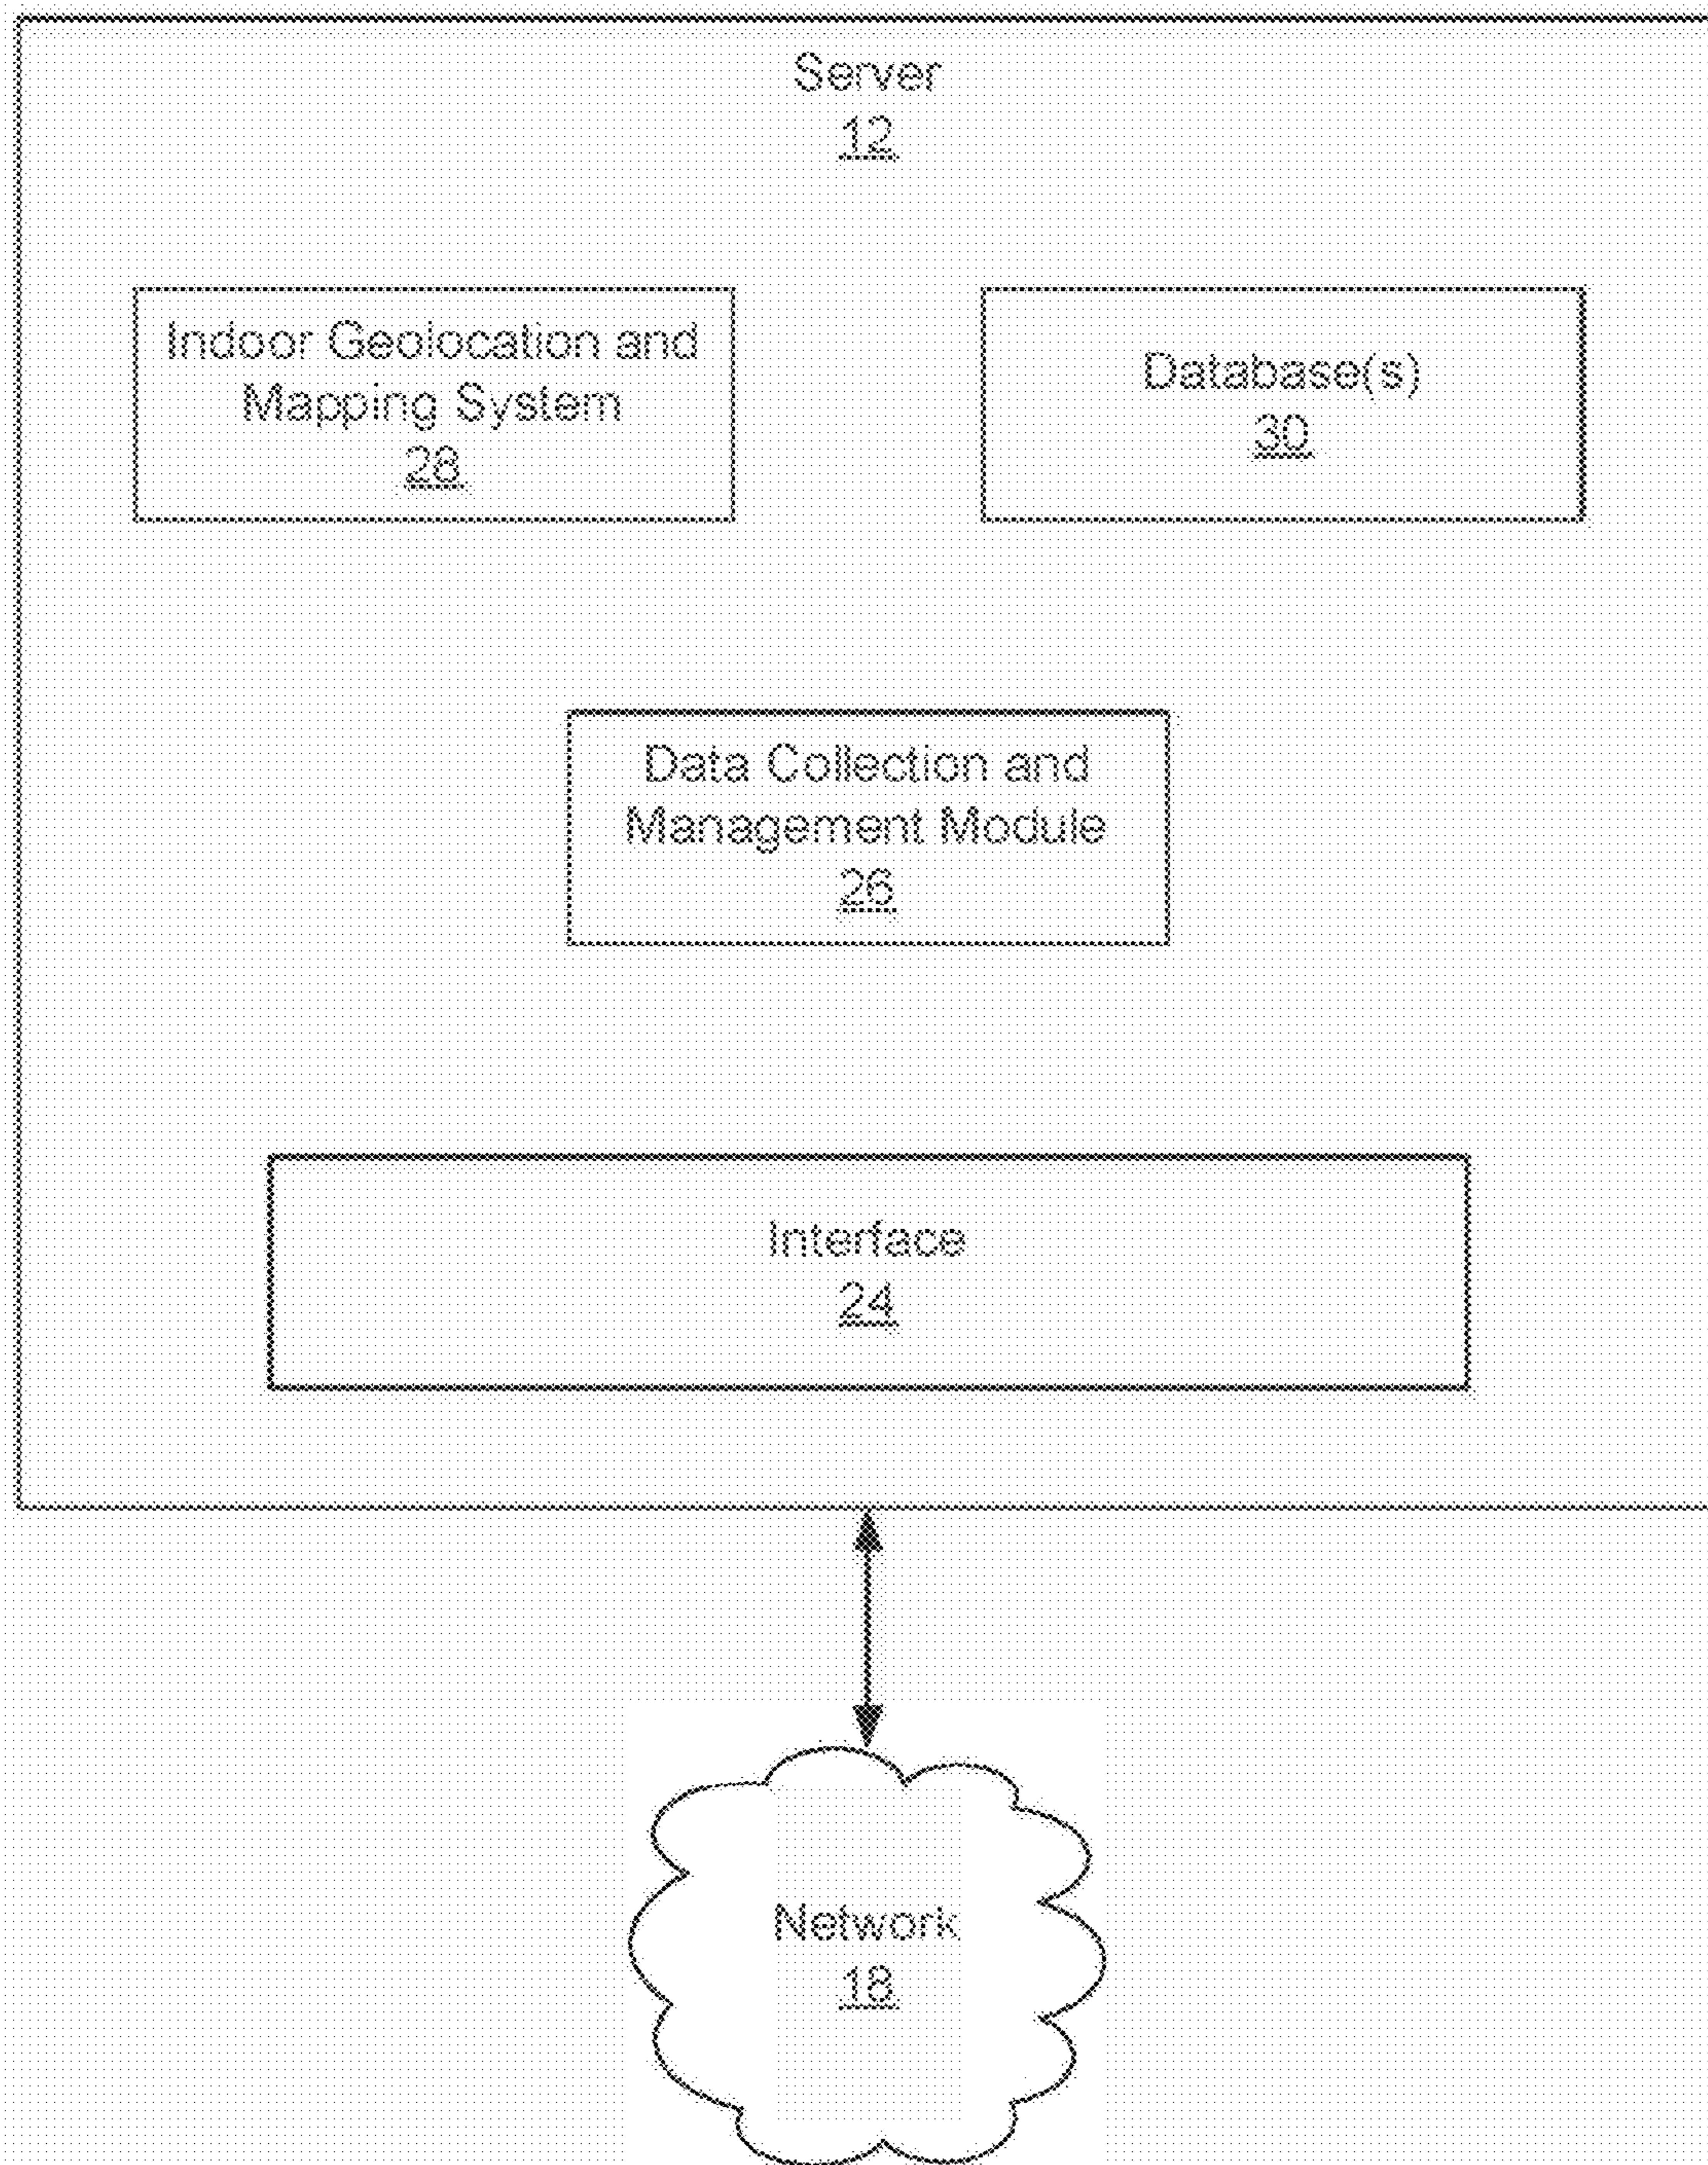 Server
12
Indoor Geolocation and
Mapping System
28
Database(s)
30
Data Collection and
Management Module
26
Interface
24
Network
18